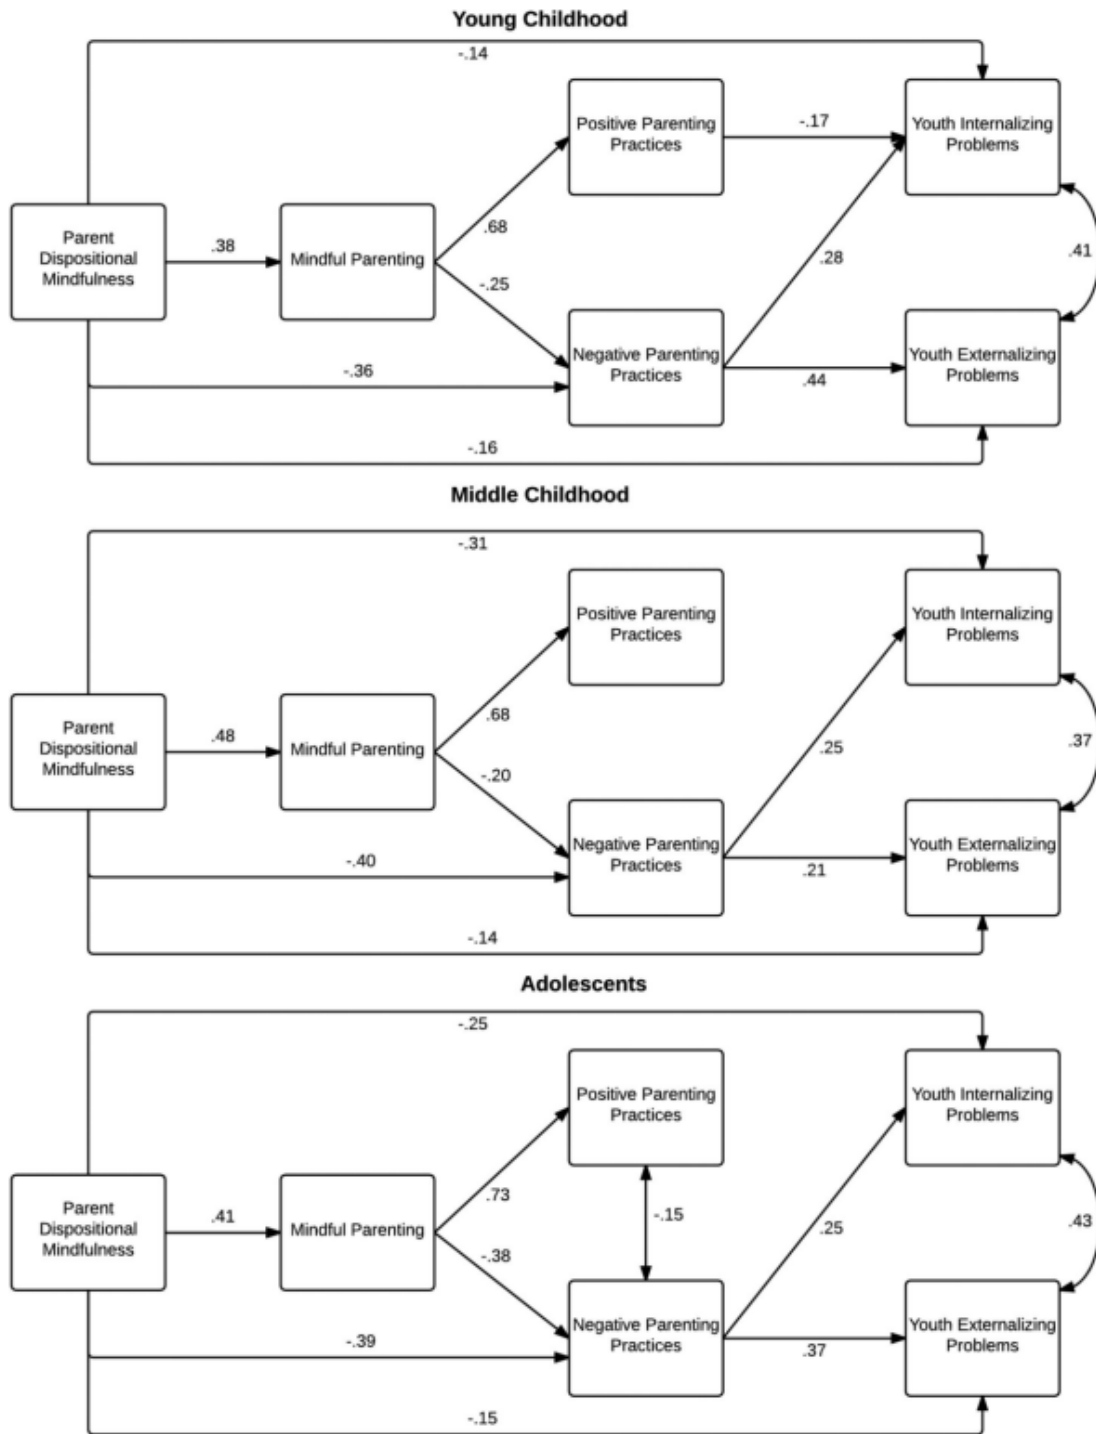 Young Childhood
-.14
Positive Parenting
Practices
-.17
Youth Internalizing
Problems
Parent
Dispositional
Mindfulness
.38
Mindful Parenting
.68
-.25
.28
.41
Negative Parenting
Practices
.44
Youth Externalizing
Problems
-.36
-.16
Middle Childhood
-.31
Positive Parenting
Practices
Youth Internalizing
Problems
Parent
Dispositional
Mindfulness
.48
Mindful Parenting
.68
-.20
.25
.37
Negative Parenting
Practices
.21
Youth Externalizing
Problems
-.40
-.14
Adolescents
-.25
Positive Parenting
Practices
Youth Internalizing
Problems
Parent
Dispositional
Mindfulness
.41
Mindful Parenting
.73
-.38
-.15
.25
.43
Negative Parenting
Practices
.37
Youth Externalizing
Problems
-.39
-.15